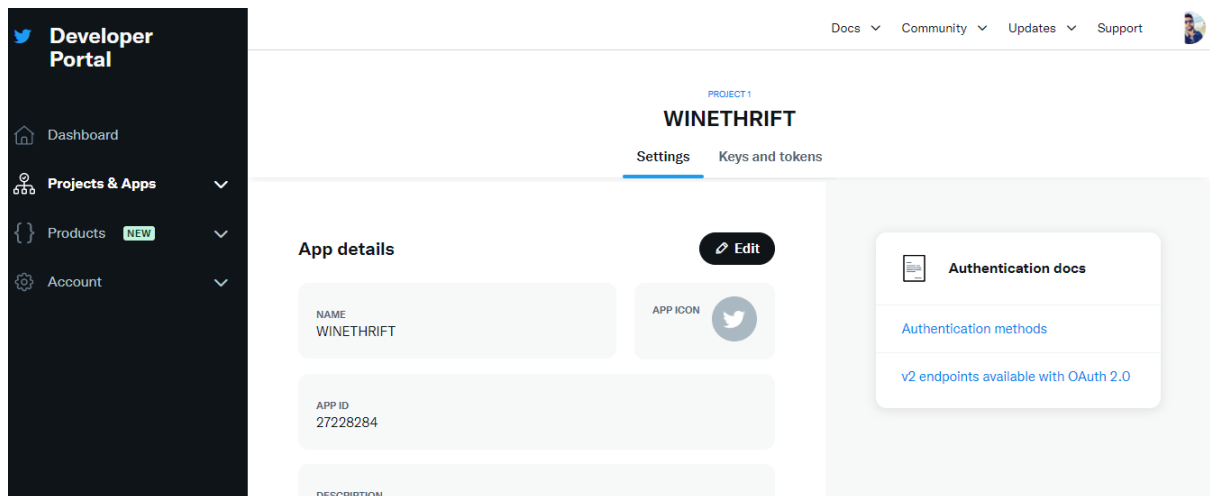 Developer
Portal
Dashboard
Projects & Apps
Products NEW
Account
Docs Community Updates Support
PROJECT 1
WINETHRIFT
Settings Keys and tokens
App details
Edit
NAME
WINETHRIFT
APP ICON
APP ID
27228284
DESCRIPTION
Authentication docs
Authentication methods
v2 endpoints available with OAuth 2.0